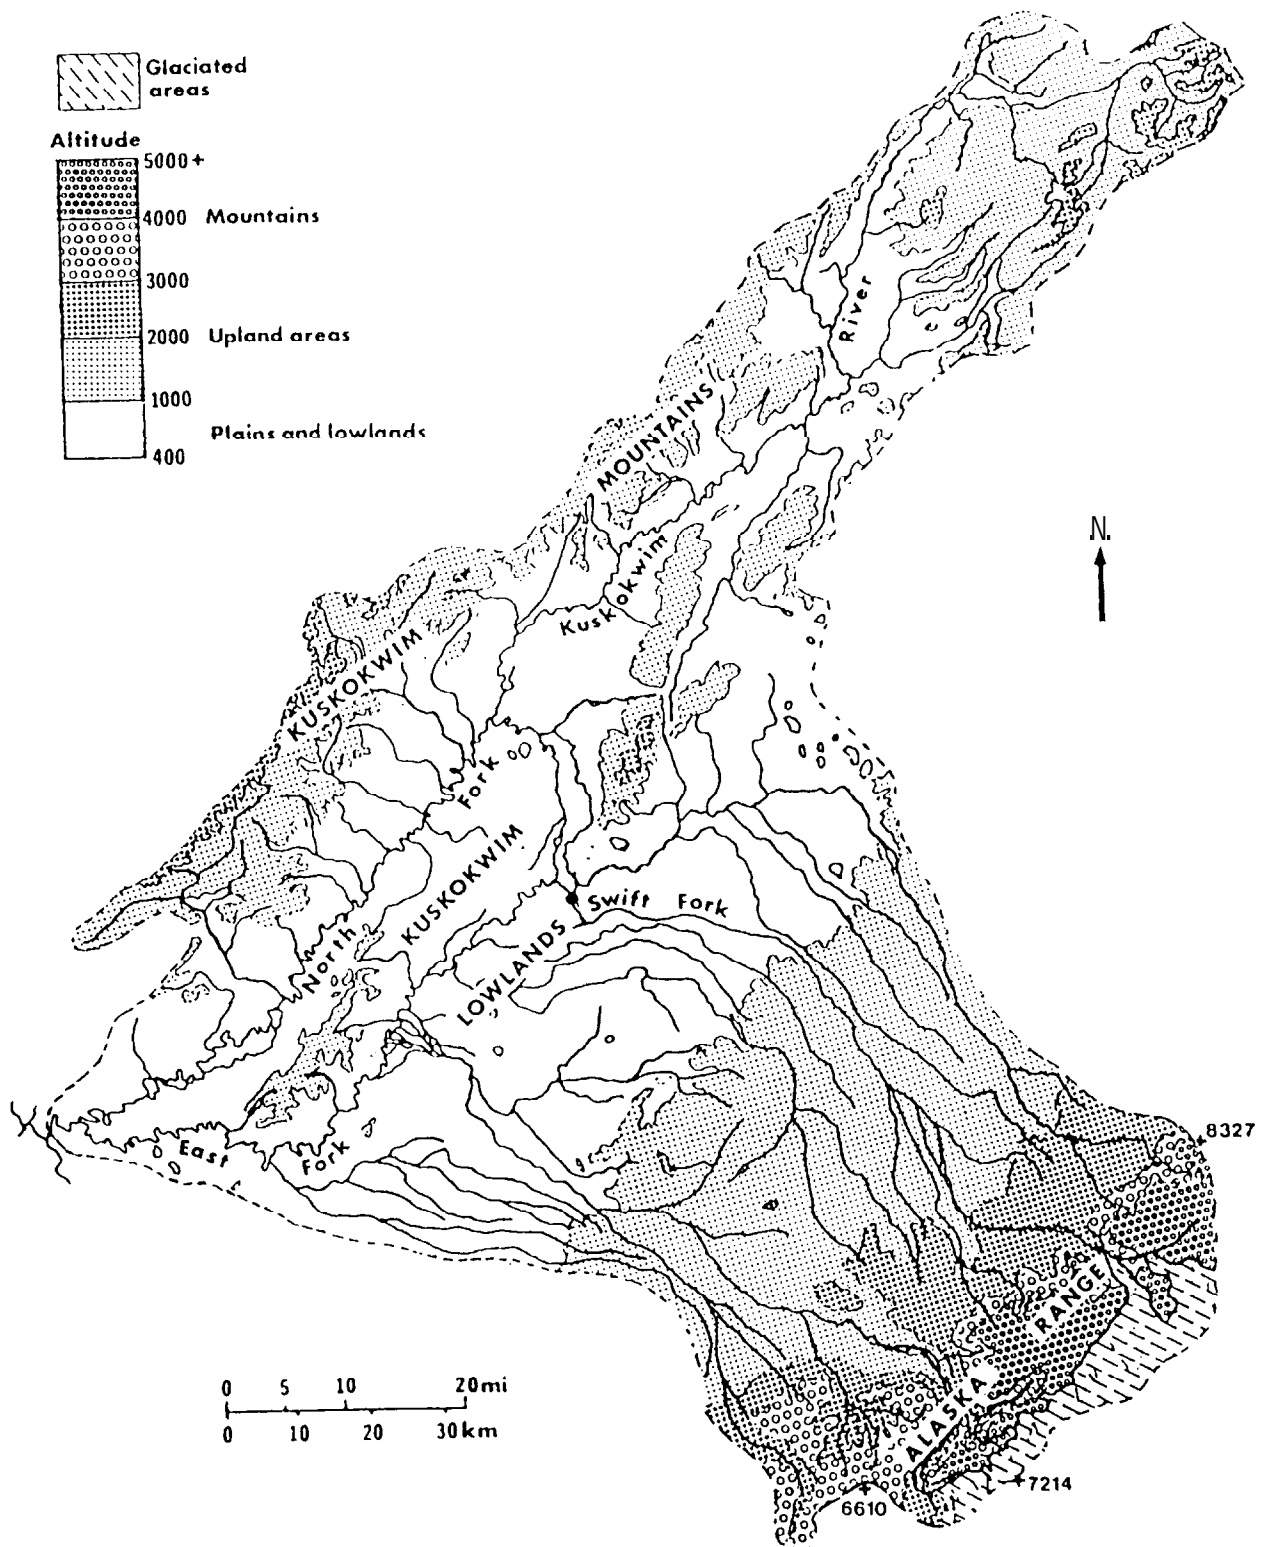 Glaciated
areas
Altitude
5000+
4000 Mountains
3000
2000 Upland areas
1000
Plains and lowlands
400
River
MOUNTAINS
N.
Kuskokwim
KUSKOKWIM
Fork
KUSKOKWIM
Swift Fork
North
LOWLANDS
East
Fork
8327
RANGE
ALASKA
0 5 10 20mi
0 10 20 30km
7214
6610